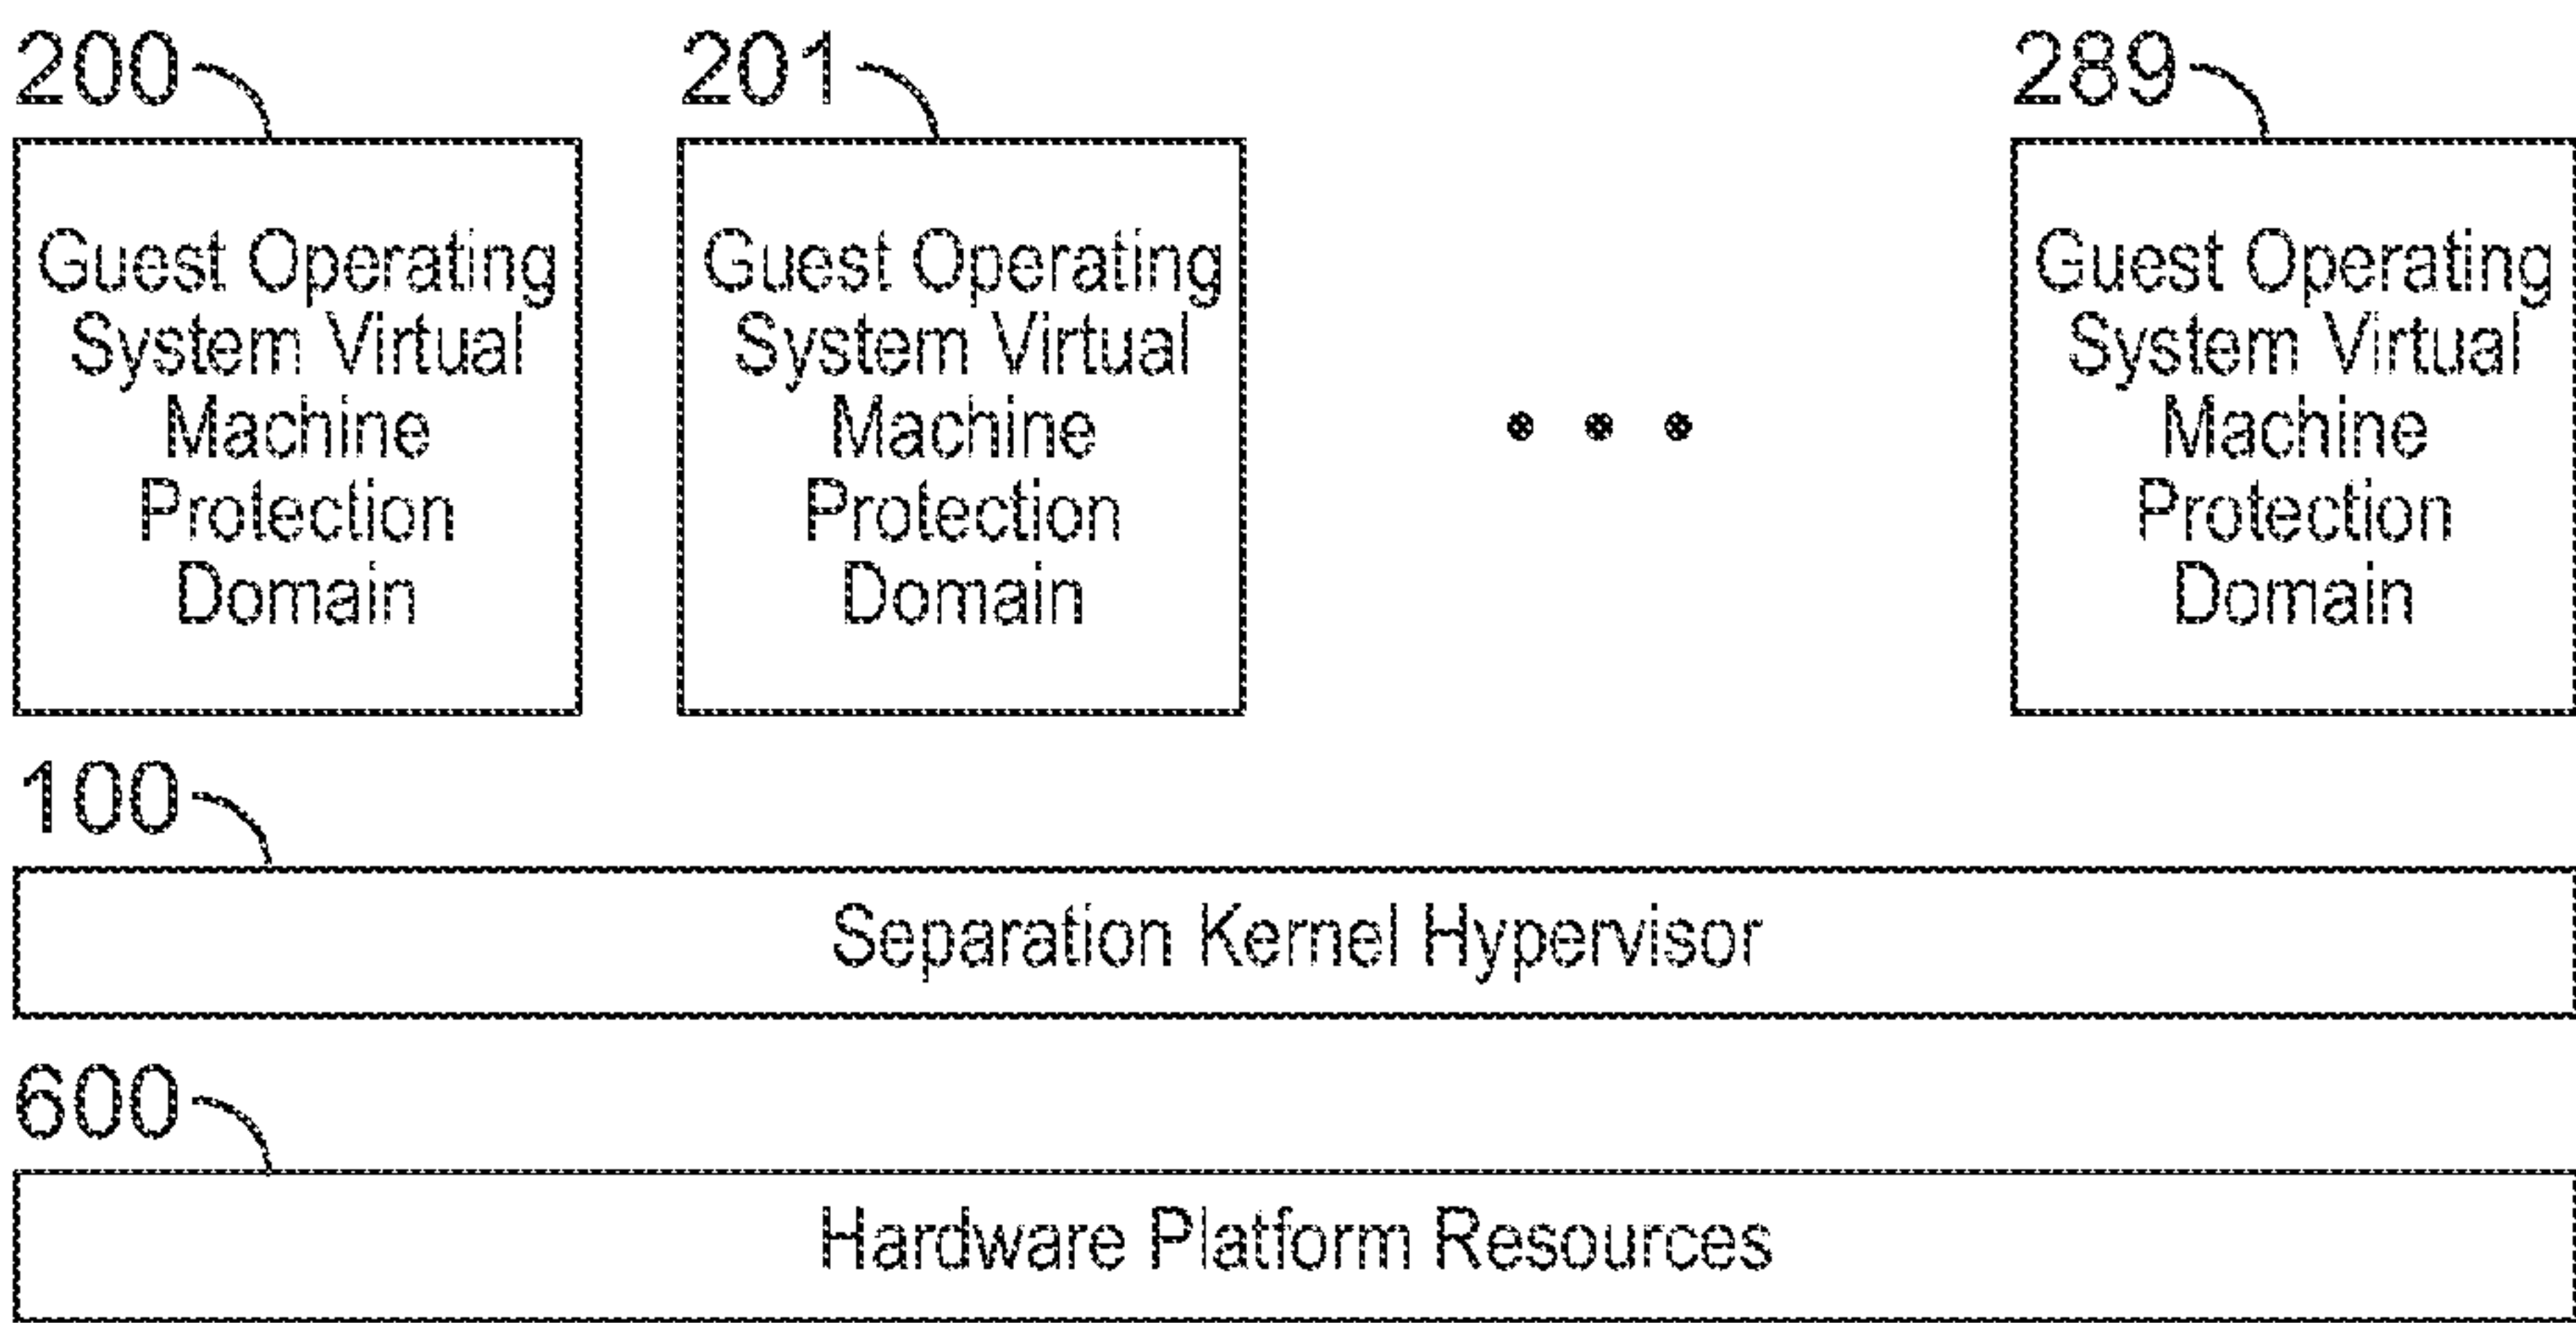 200
201
289
Guest Operating
System Virtual
Machine
Protection
Domain
Guest Operating
System Virtual
Machine
Protection
Domain
Guest Operating
System Virtual
Machine
Protection
Domain
100
Separation Kernel Hypervisor
600
Hardware Platform Resources